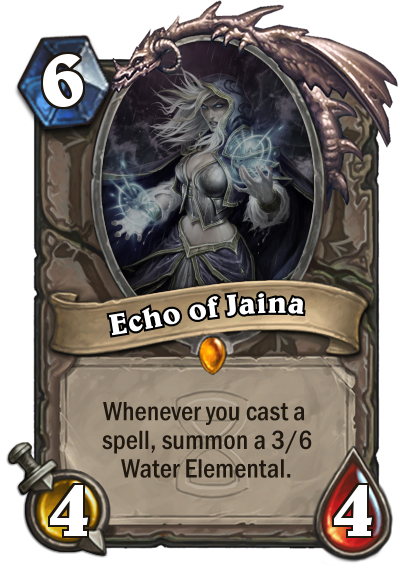 6
Echo of Jaina
Whenever you cast a
spell, summon a 3/6
Water Elemental.
4
4